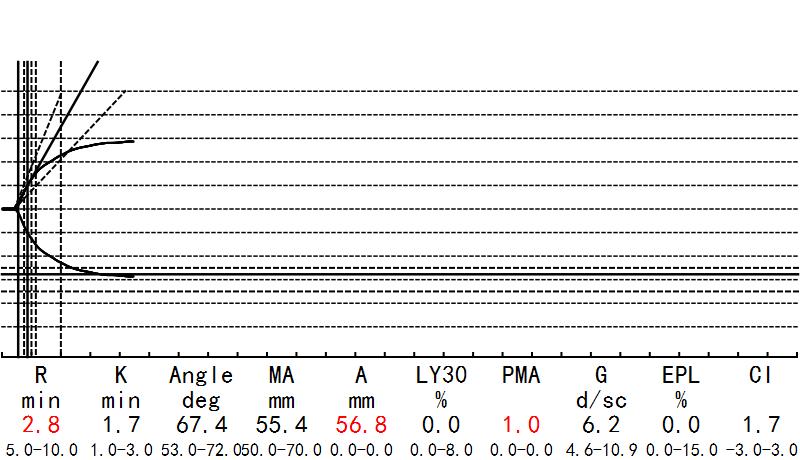 R K Angle MA A LY30 PMA G EPL CI
min min deg mm mm % d/sc %
2.8 1.7 67.4 55.4 56.8 0.0 1.0 6.2 0.0 1.7
5.0-10.0 1.0-3.0 53.0-72.0 50.0-70.0 0.0-0.0 0.0-8.0 0.0-0.0 4.6-10.9 0.0-15.0 -3.0-3.0